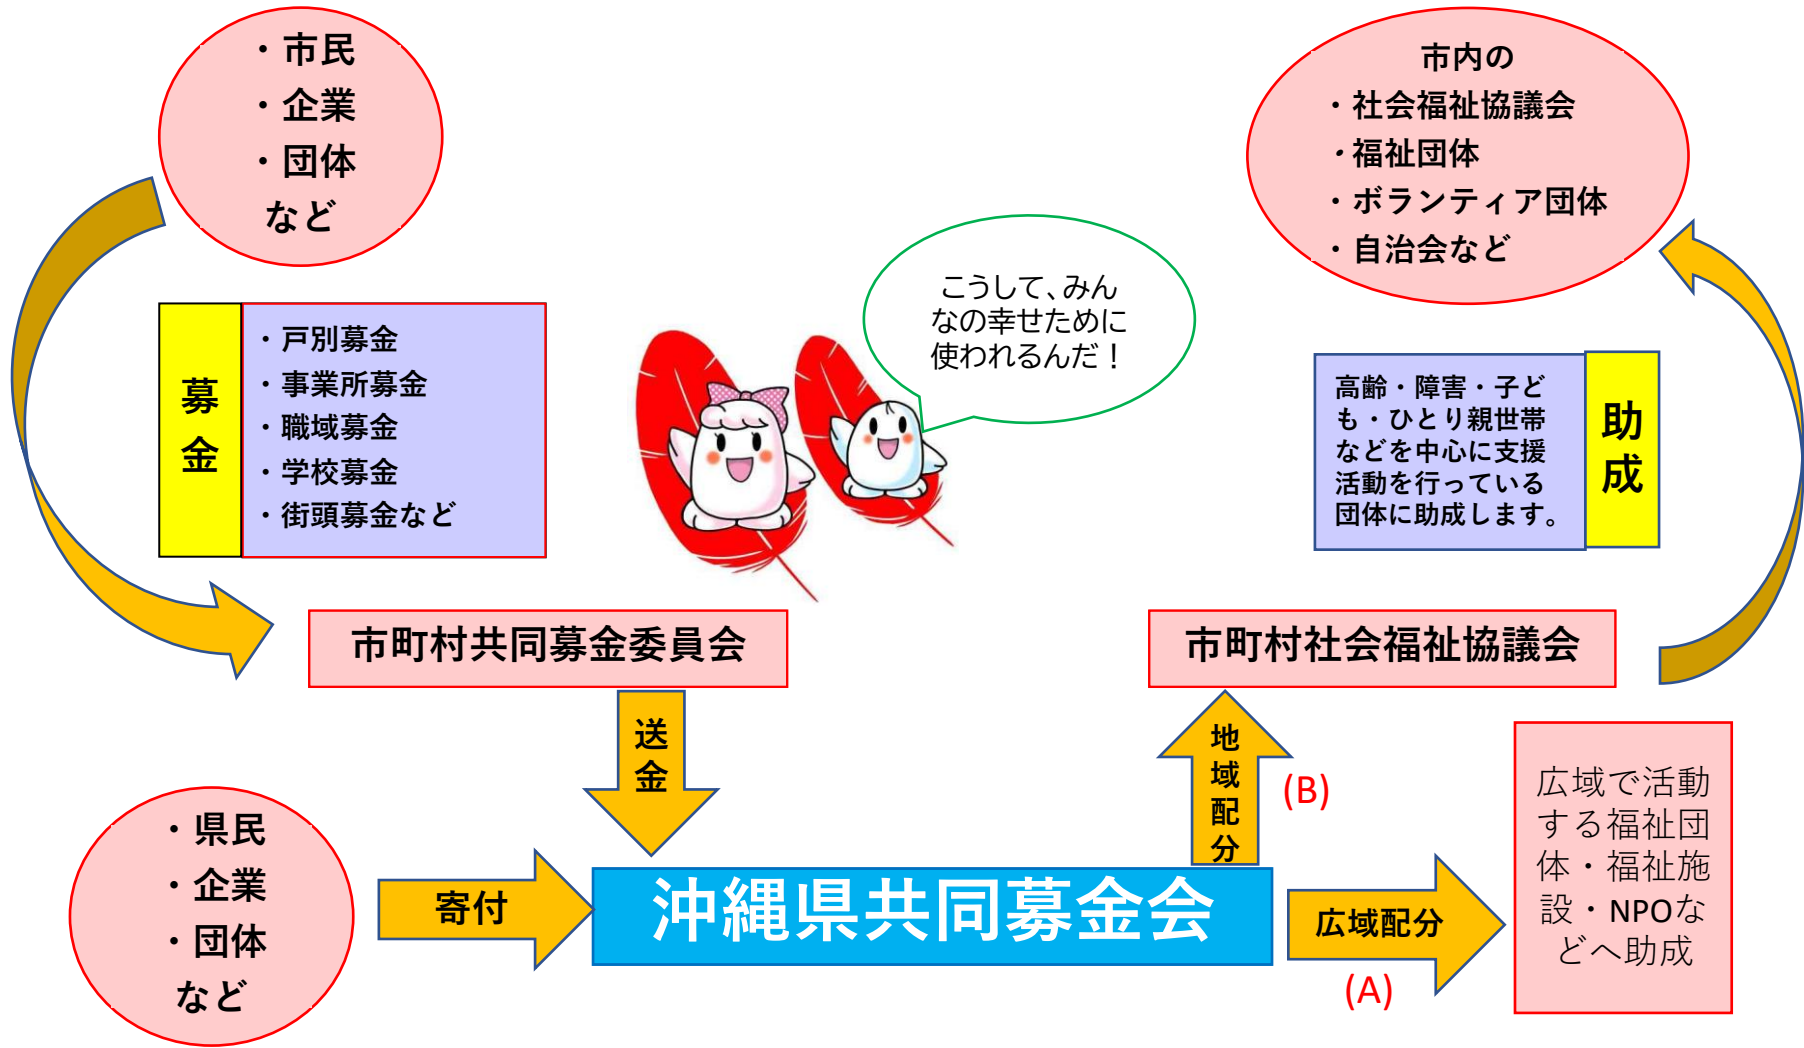 ・市民
・企業
・団体
など
市内の
・社会福祉協議会
・福祉団体
・ボランティア団体
・自治会など
こうして、みん
なの幸せために
使われるんだ！
募金
・戸別募金
・事業所募金
・職域募金
・学校募金
・街頭募金など
高齢・障害・子ど
も・ひとり親世帯
などを中心に支援
活動を行っている
団体に助成します。
助成
市町村共同募金委員会
市町村社会福祉協議会
送金
地域配分
(B)
・県民
・企業
・団体
など
寄付
沖縄県共同募金会
広域配分
(A)
広域で活動
する福祉団
体・福祉施
設・NPOな
どへ助成